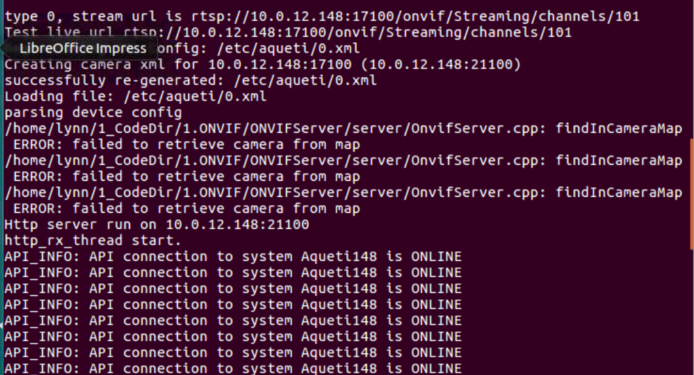 type 0, stream url is rtsp://10.0.12.148:17100/onvif/Streaming/channels/101
Test live url rtsp://10.0.12.148:17100/onvif/Streaming/channels/101
LibreOffice Impress onfig: /etc/aqueti/0.xml
Creating camera xml for 10.0.12.148:17100 (10.0.12.148:21100)
successfully re-generated: /etc/aqueti/0.xml
Loading file: /etc/aqueti/0.xml
parsing device config
/home/lynn/1_CodeDir/1.ONVIF/ONVIFServer/server/OnvifServer.cpp: findInCameraMap
ERROR: failed to retrieve camera from map
/home/lynn/1_CodeDir/1.ONVIF/ONVIFServer/server/OnvifServer.cpp: findInCameraMap
ERROR: failed to retrieve camera from map
/home/lynn/1_CodeDir/1.ONVIF/ONVIFServer/server/OnvifServer.cpp: findInCameraMap
ERROR: failed to retrieve camera from map
Http server run on 10.0.12.148:21100
http_rx_thread start.
API_INFO: API connection to system Aqueti148 is ONLINE
API_INFO: API connection to system Aqueti148 is ONLINE
API_INFO: API connection to system Aqueti148 is ONLINE
API_INFO: API connection to system Aqueti148 is ONLINE
API_INFO: API connection to system Aqueti148 is ONLINE
API_INFO: API connection to system Aqueti148 is ONLINE
API_INFO: API connection to system Aqueti148 is ONLINE
API_INFO: API connection to system Aqueti148 is ONLINE